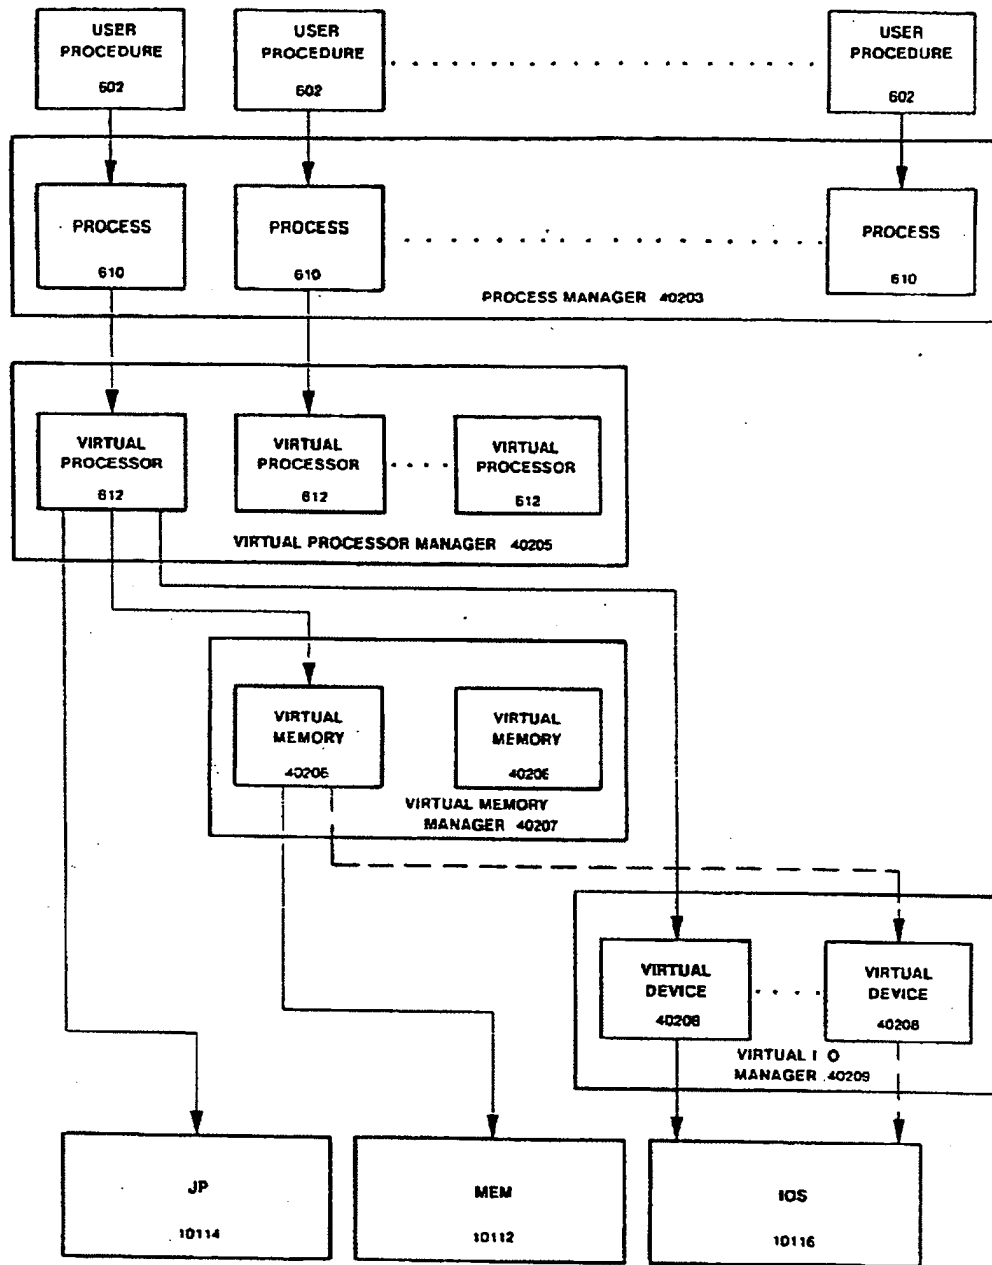 USER
PROCEDURE
602
USER
PROCEDURE
602
USER
PROCEDURE
602
PROCESS
610
PROCESS
610
PROCESS
610
PROCESS MANAGER 40203
VIRTUAL
PROCESSOR
612
VIRTUAL
PROCESSOR
612
VIRTUAL
PROCESSOR
612
VIRTUAL PROCESSOR MANAGER 40205
VIRTUAL
MEMORY
40206
VIRTUAL
MEMORY
40206
VIRTUAL MEMORY
MANAGER 40207
VIRTUAL
DEVICE
40208
VIRTUAL
DEVICE
40208
VIRTUAL I O
MANAGER 40209
JP
10114
MEM
10112
IOS
10116